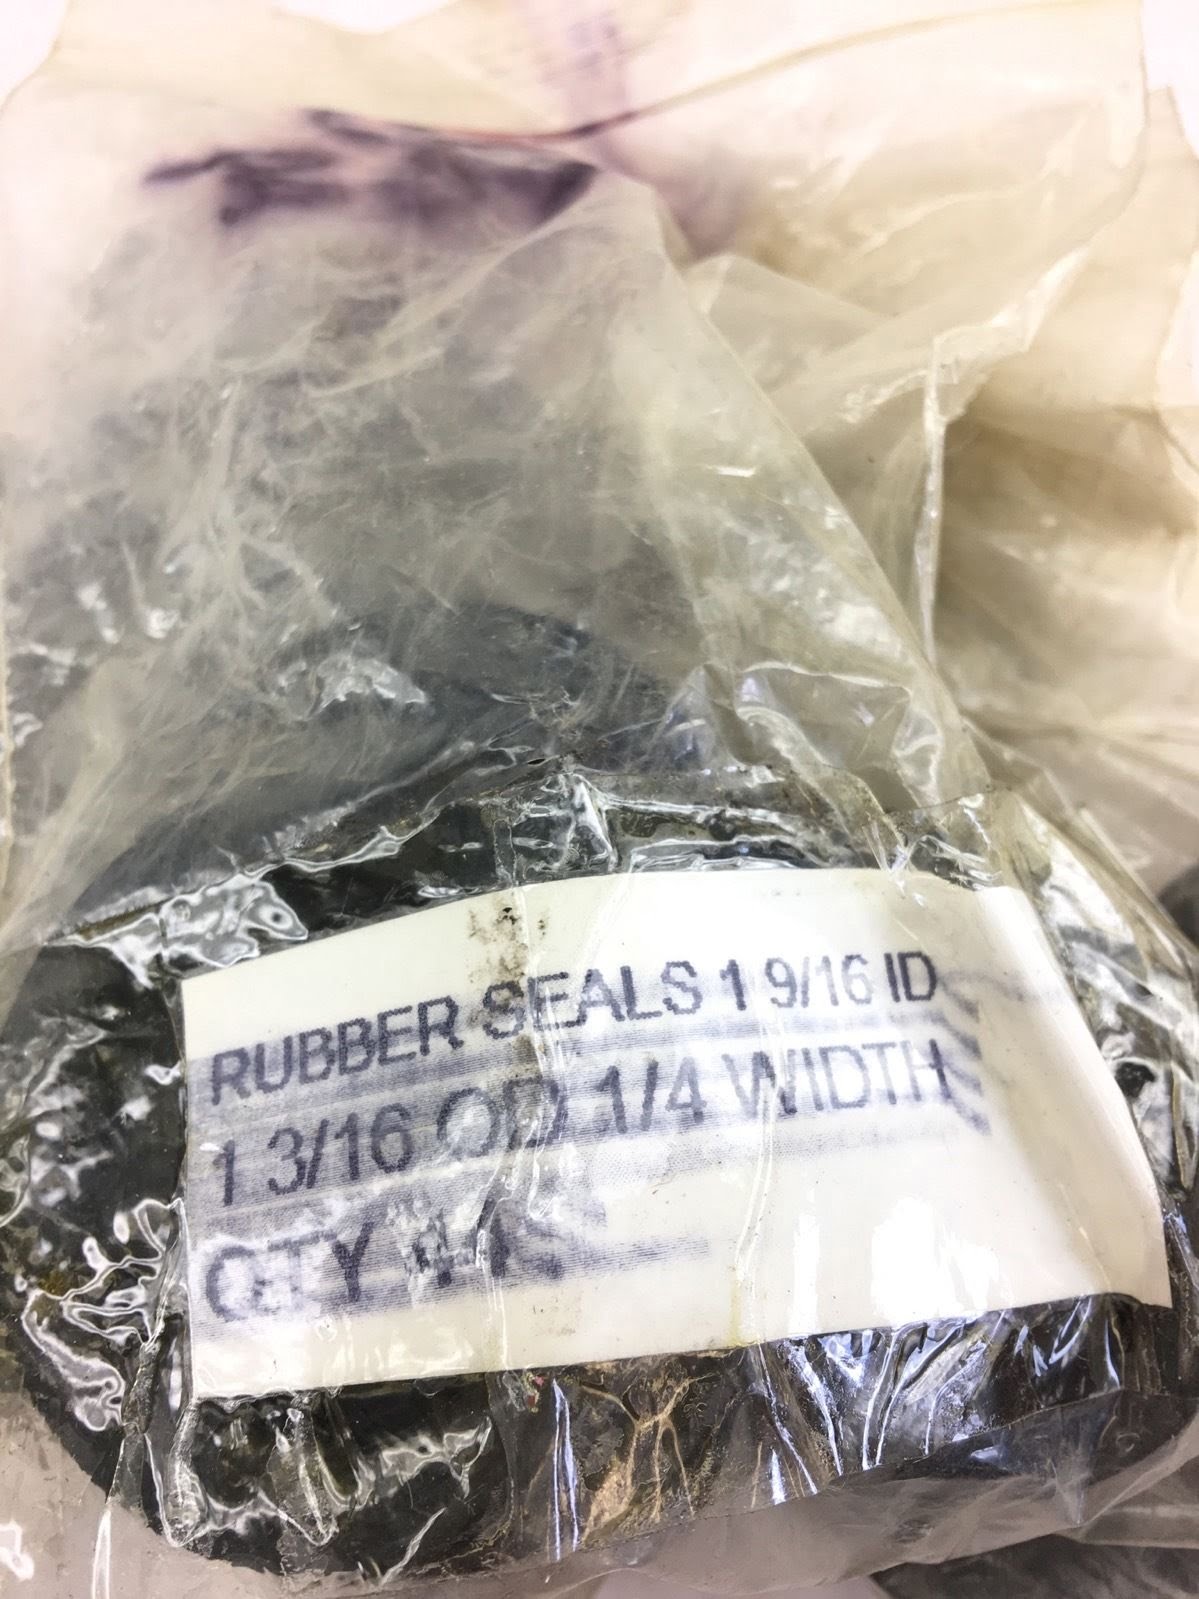 RUBBER SEALS 1 9/16 ID
1 3/16 OD 1/4 WIDTH
QTY